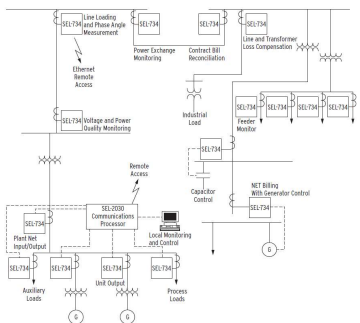 SEL-734
Line Loading
and Phase Angle
Measurement
SEL-734
Power Exchange
Monitoring
SEL-734
Contract Bill
Reconciliation
SEL-734
Line and Transformer
Loss Compensation
Ethernet
Remote
Access
SEL-734
Voltage and Power
Quality Monitoring
Industrial
Load
SEL-734
SEL-734
SEL-734
SEL-734
Feeder
Monitor
SEL-734
Capacitor
Control
Remote
Access
NET Billing
With Generator Control
SEL-734
G
SEL-2030
Communications
Processor
Local Monitoring
and Control
SEL-734
Plant Net
Input/Output
SEL-734
SEL-734
SEL-734
SEL-734
Auxiliary
Loads
Unit Output
Process
Loads
G
G